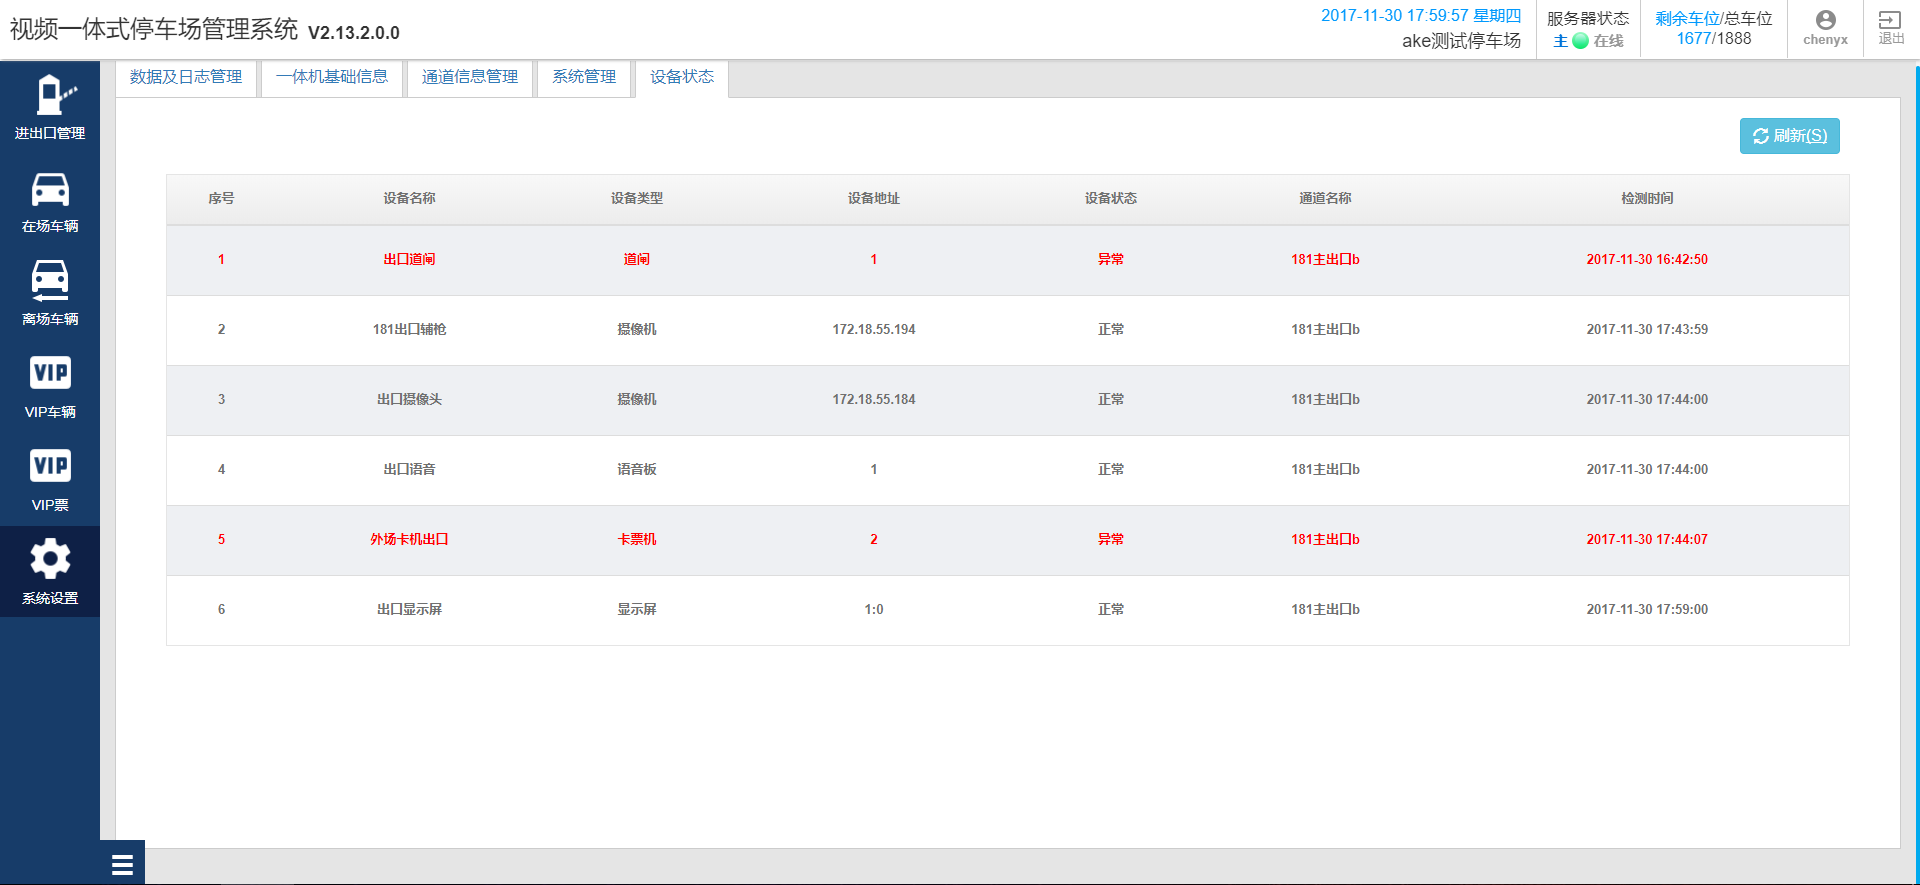 视频一体式停车场管理系统 V2.13.2.0.0
2017-11-30 17:59:57 星期四
ake测试停车场
服务器状态
主 在线
剩余车位/总车位
1677/1888
chenyx
退出
进出口管理
在场车辆
离场车辆
VIP
VIP车辆
VIP
VIP票
系统设置
数据及日志管理 一体机基础信息 通道信息管理 系统管理 设备状态
刷新(S)
序号 设备名称 设备类型 设备地址 设备状态 通道名称 检测时间
1 出口道闸 道闸 1 异常 181主出口b 2017-11-30 16:42:50
2 181出口辅枪 摄像机 172.18.55.194 正常 181主出口b 2017-11-30 17:43:59
3 出口摄像头 摄像机 172.18.55.184 正常 181主出口b 2017-11-30 17:44:00
4 出口语音 语音板 1 正常 181主出口b 2017-11-30 17:44:00
5 外场卡机出口 卡票机 2 异常 181主出口b 2017-11-30 17:44:07
6 出口显示屏 显示屏 1:0 正常 181主出口b 2017-11-30 17:59:00